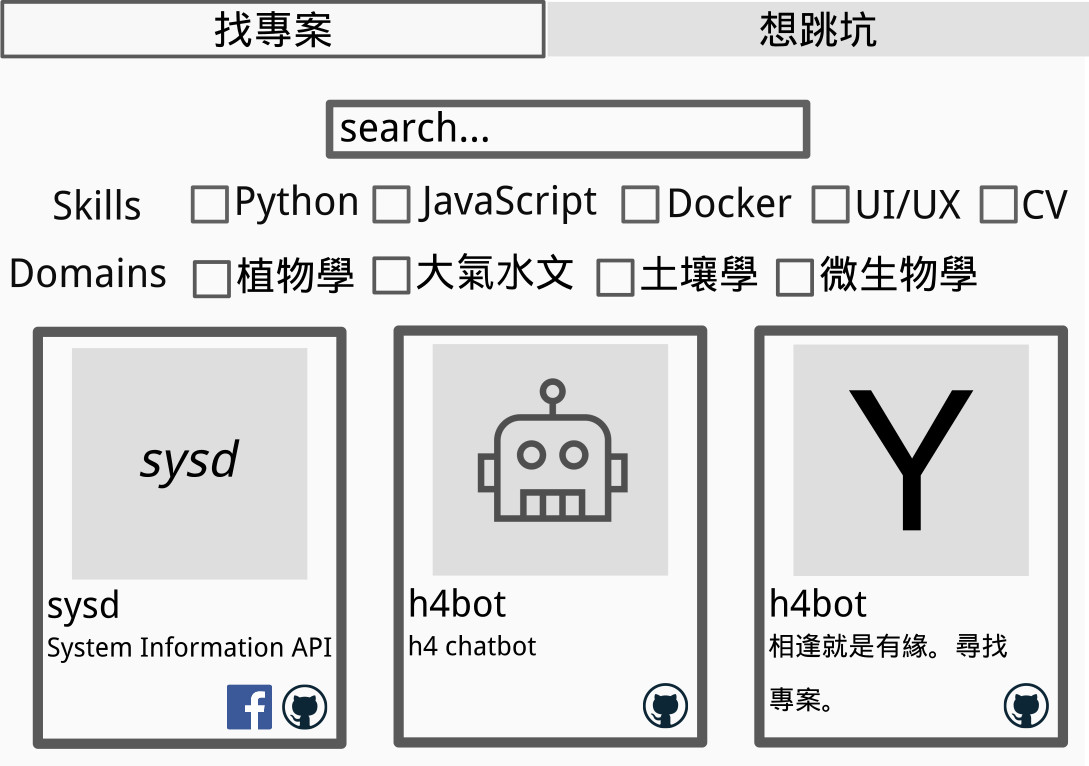 找專案
想跳坑
search...
Skills
Python
JavaScript
Docker
UI/UX
CV
Domains
植物學
大氣水文
土壤學
微生物學
sysd
sysd
System Information API
h4bot
h4 chatbot
Y
h4bot
相逢就是有緣。尋找
專案。